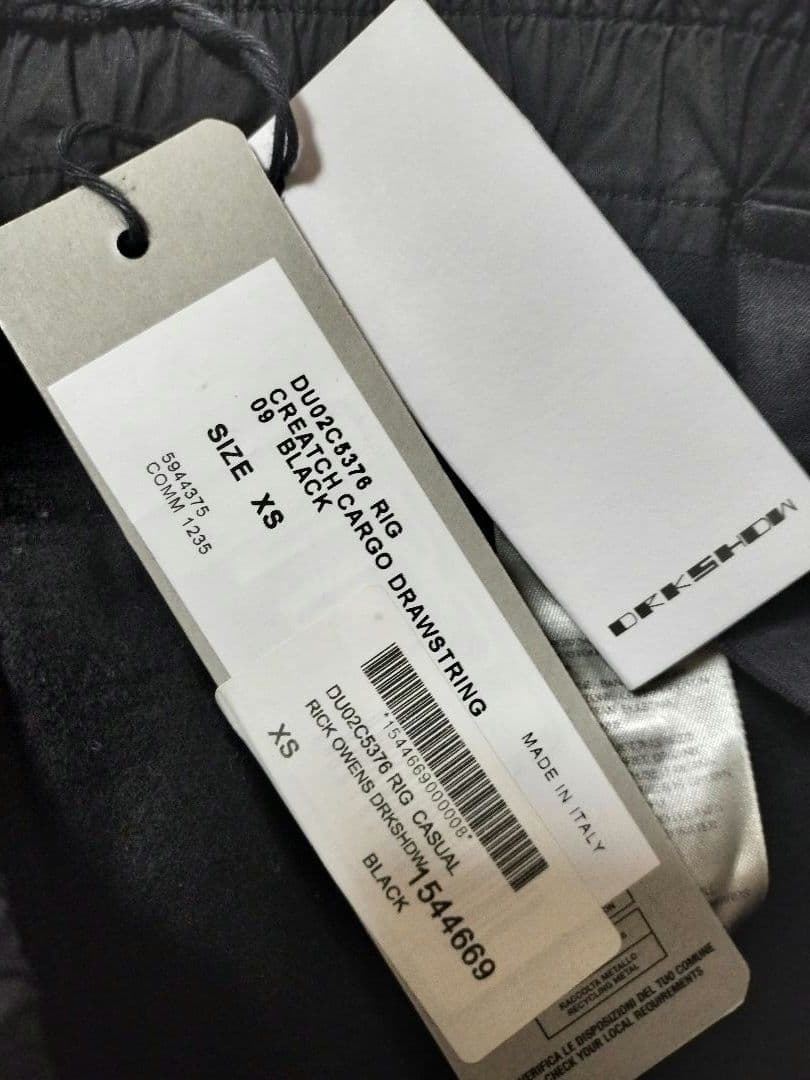 DU02C5376 RIG
CREATCH CARGO DRAWSTRING
09 BLACK
SIZE XS
5944375
COMM 1235
MADE IN ITALY
*1544669000008*
DU02C5376 RIG CASUAL
RICK OWENS DRKSHDW
1544669
XS
BLACK
DRKSHDW
RACCOLTA METALLO
RECYCLING METAL
VERIFICA LE DISPOSIZIONI DEL TUO COMUNE
CHECK YOUR LOCAL REQUIREMENTS